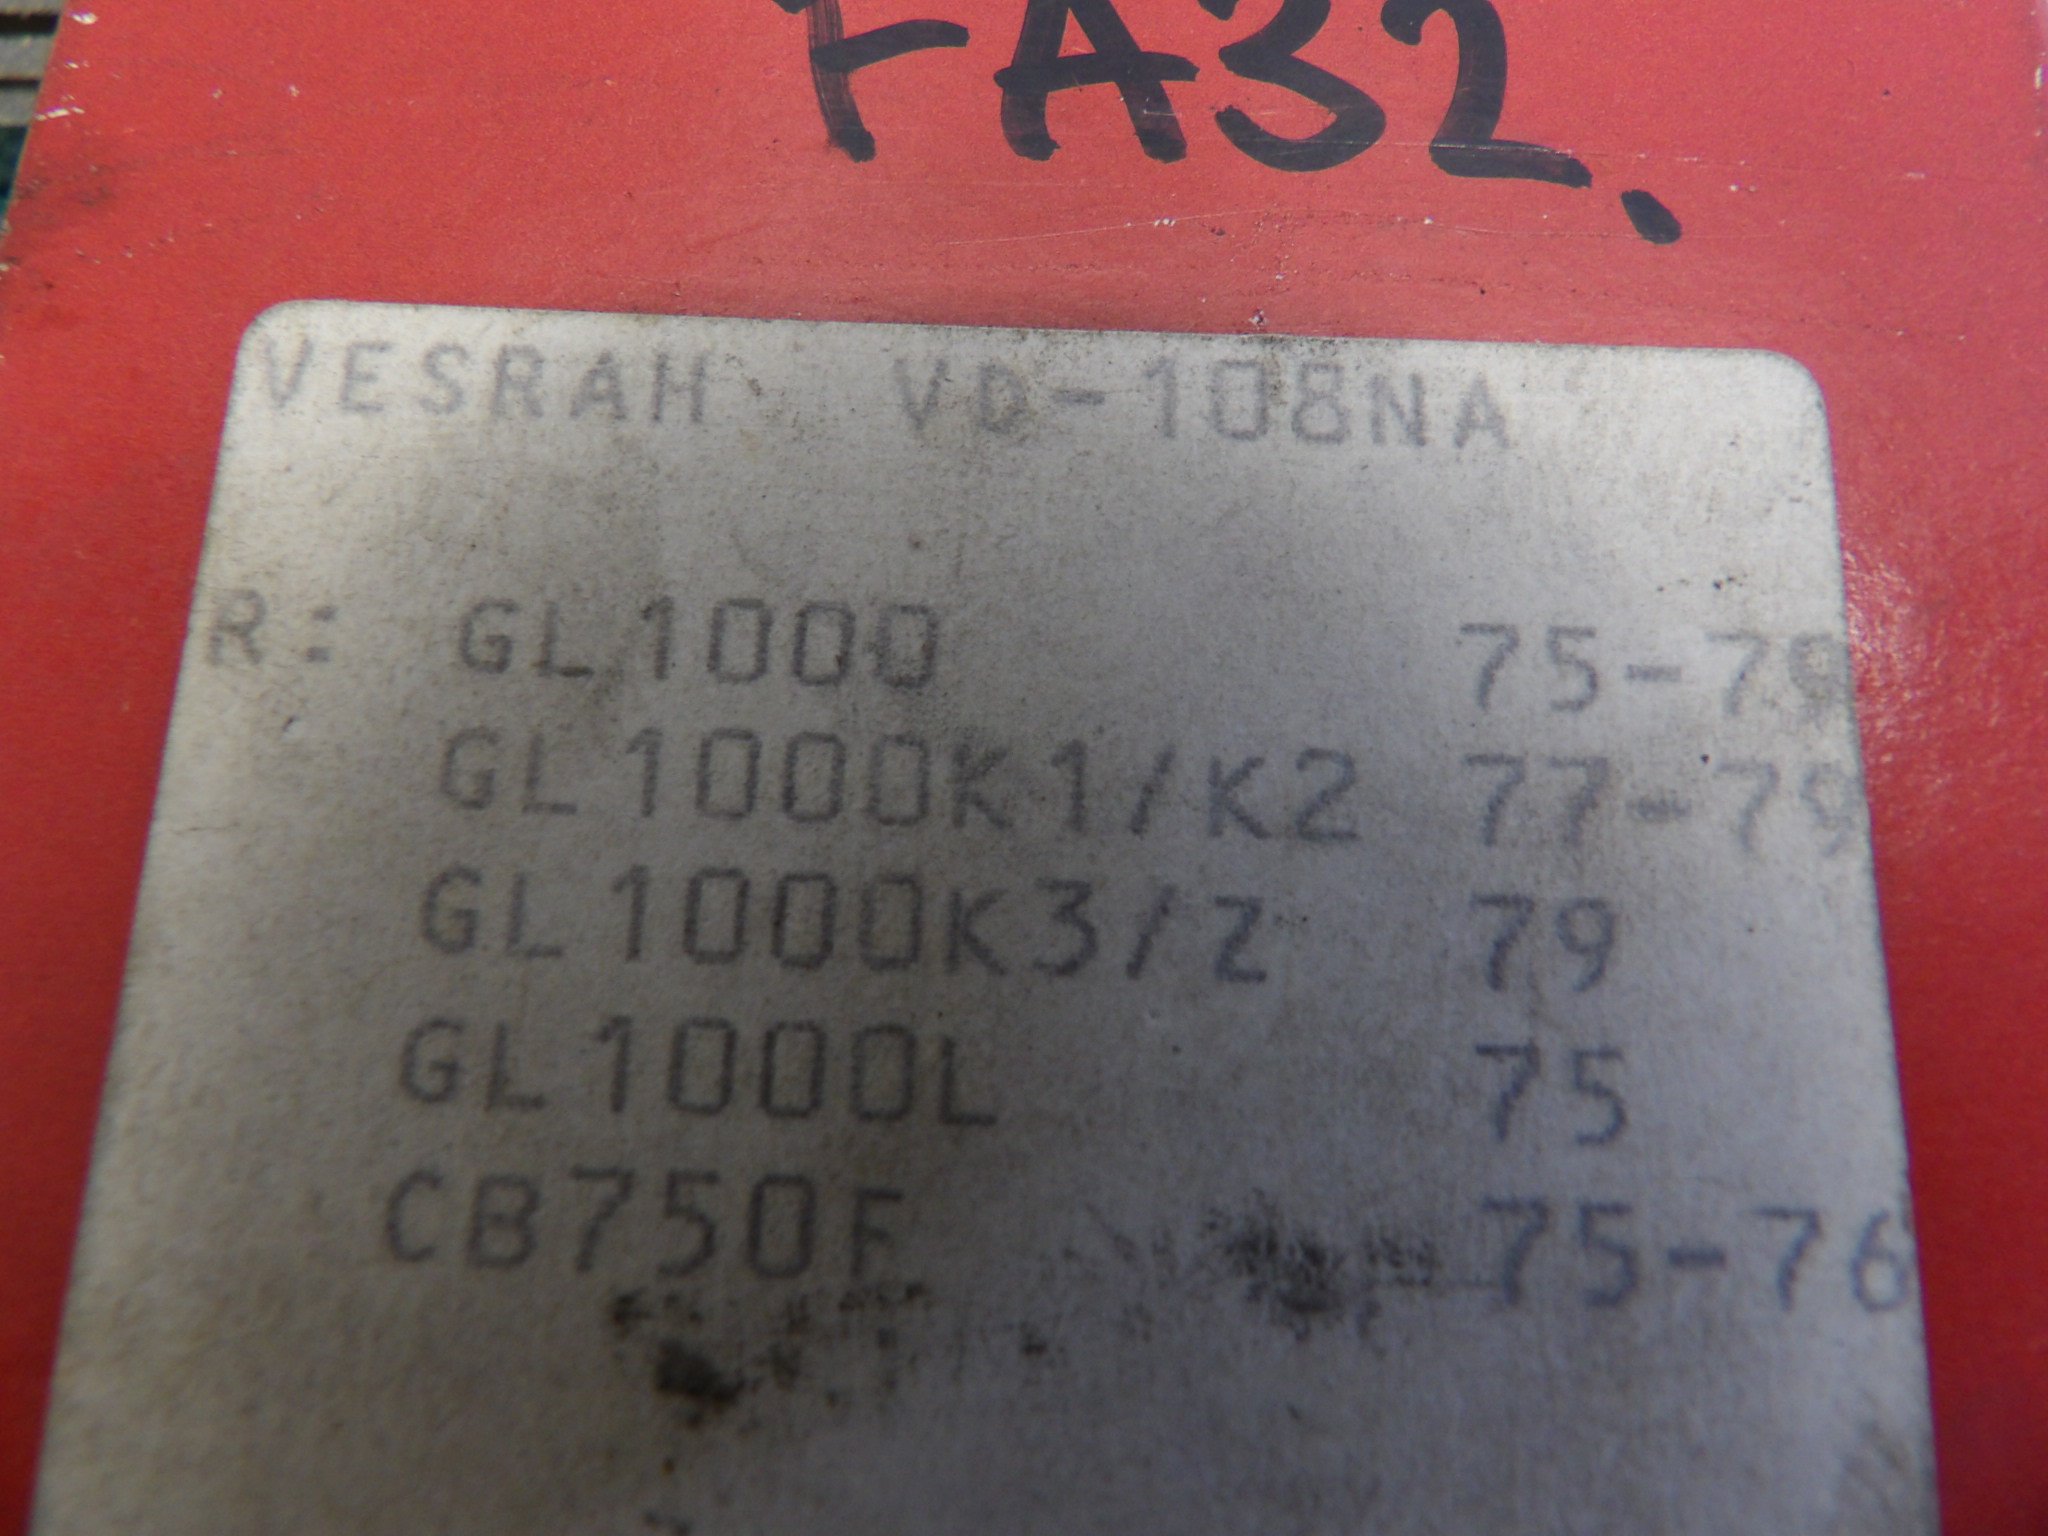 FA32.
VESRAH VD-108NA
R: GL1000 75-79
GL1000K1/K2 77-79
GL1000K3/Z 79
GL1000L 75
CB750F 75-76